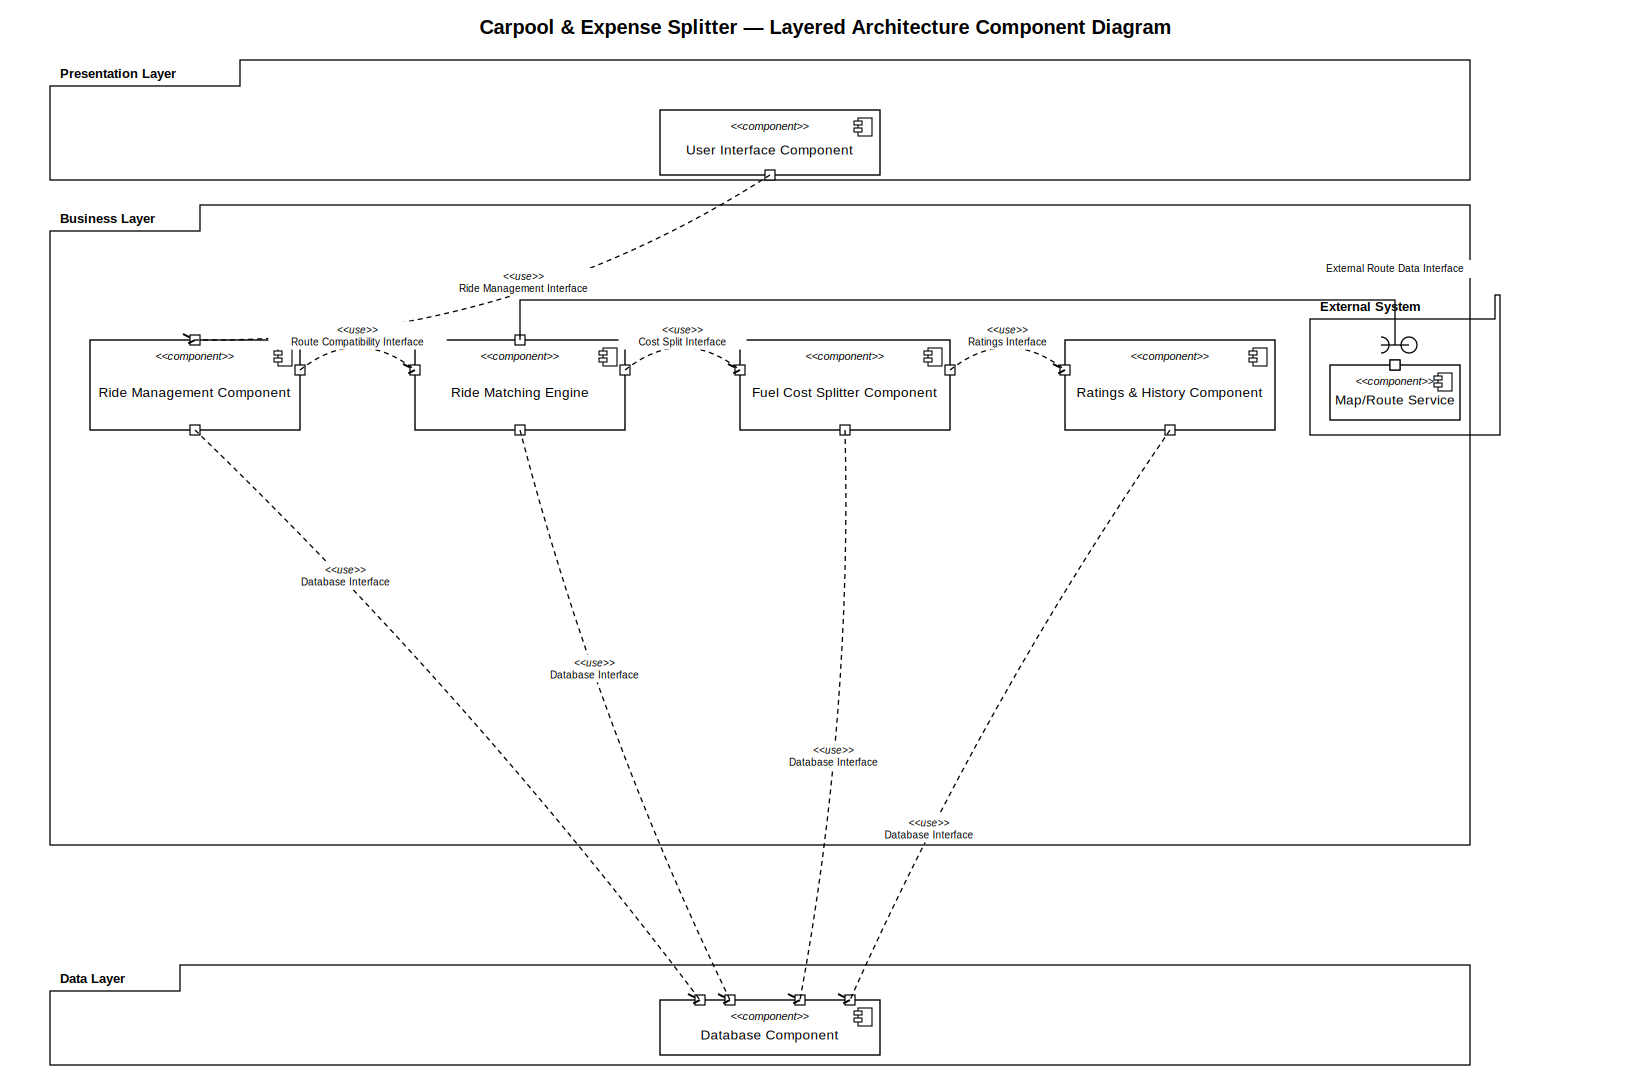 Carpool & Expense Splitter — Layered Architecture Component Diagram
Presentation Layer
<<component>>
User Interface Component
Business Layer
<<use>>
Ride Management Interface
External Route Data Interface
External System
<<use>>
Route Compatibility Interface
<<use>>
Cost Split Interface
<<use>>
Ratings Interface
<<component>>
Ride Management Component
<<component>>
Ride Matching Engine
<<component>>
Fuel Cost Splitter Component
<<component>>
Ratings & History Component
<<component>>
Map/Route Service
<<use>>
Database Interface
<<use>>
Database Interface
<<use>>
Database Interface
<<use>>
Database Interface
Data Layer
<<component>>
Database Component